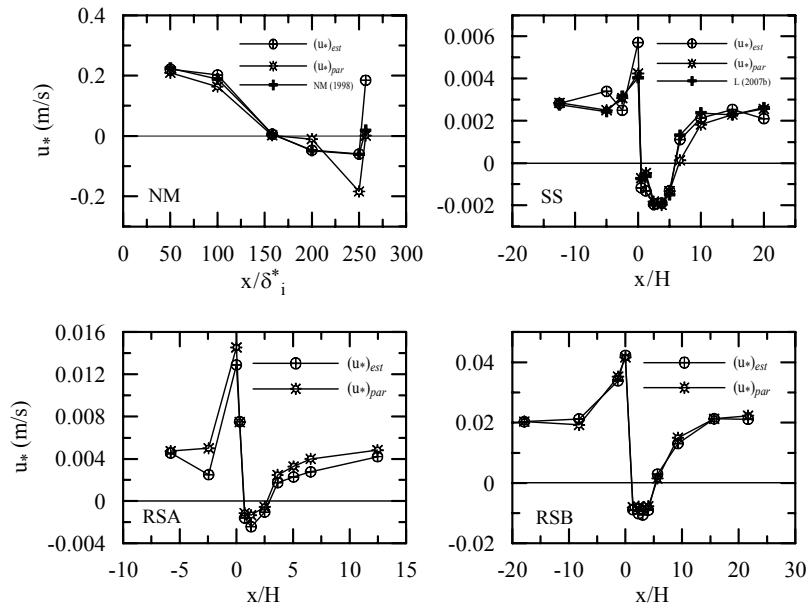 0.4
0.2
0
-0.2
u* (m/s)
(u*)est
(u*)par
NM (1998)
NM
0 50 100 150 200 250 300
x/δ*i
0.006
0.004
0.002
0
-0.002
(u*)est
(u*)par
L (2007b)
SS
-20 -10 0 10 20 30
x/H
0.016
0.012
0.008
0.004
0
-0.004
u* (m/s)
(u*)est
(u*)par
RSA
-10 -5 0 5 10 15
x/H
0.04
0.02
0
-0.02
(u*)est
(u*)par
RSB
-20 -10 0 10 20 30
x/H